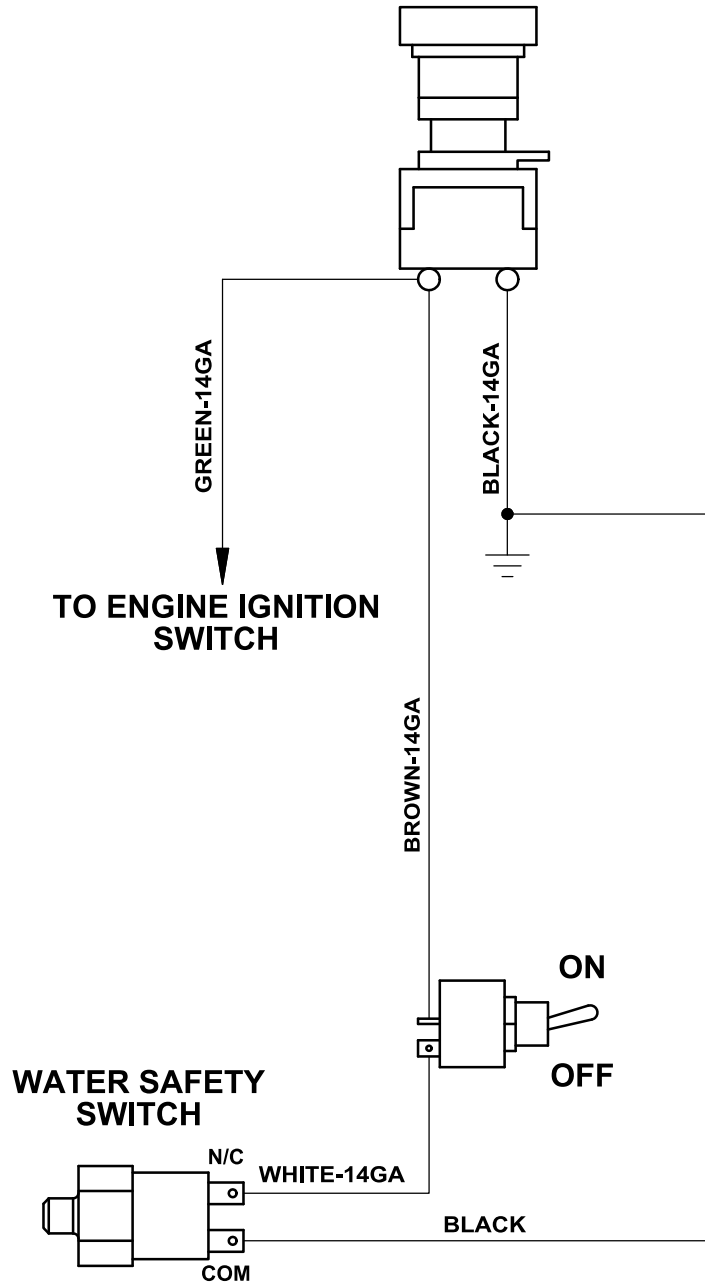 GREEN-14GA
BLACK-14GA
TO ENGINE IGNITION
SWITCH
BROWN-14GA
ON
OFF
WATER SAFETY
SWITCH
N/C
WHITE-14GA
BLACK
COM